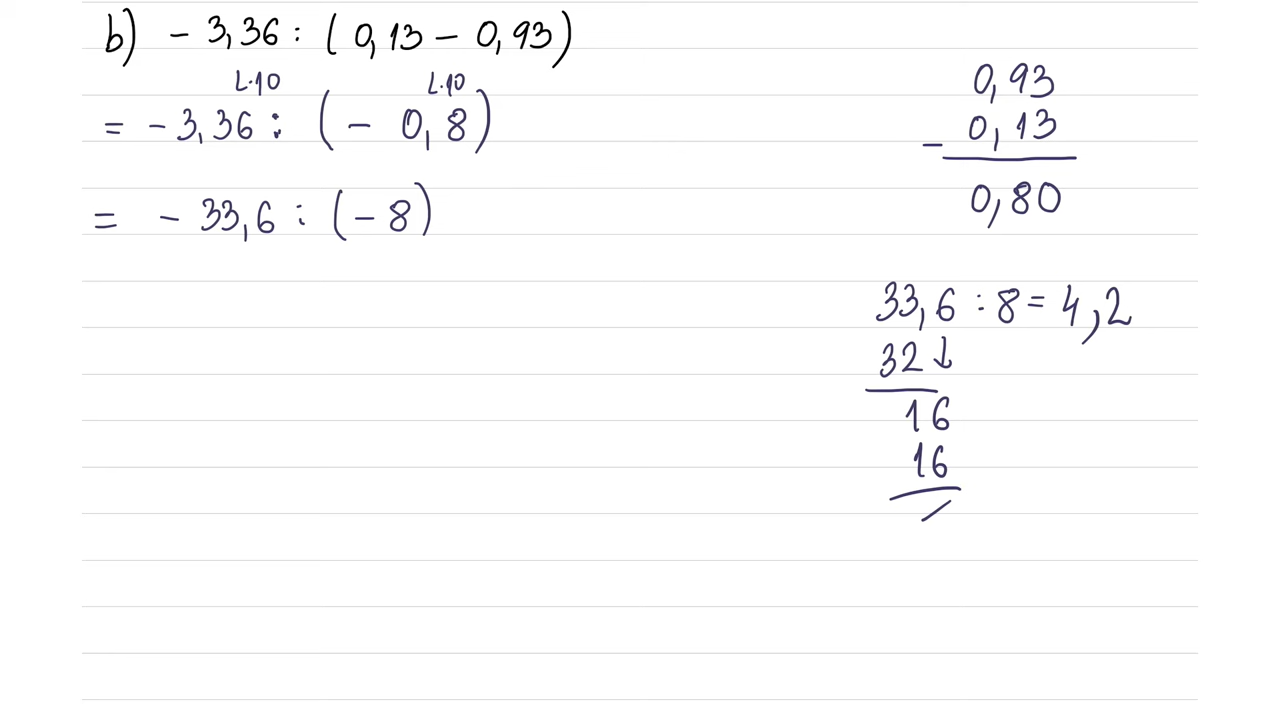 b) - 3,36 : (0,13 - 0,93)
L·10 L·10
= - 3,36 : (- 0,8)
= - 33,6 : (-8)
0,93
- 0,13
0,80
33,6 : 8 = 4,2
32 ↓
16
16